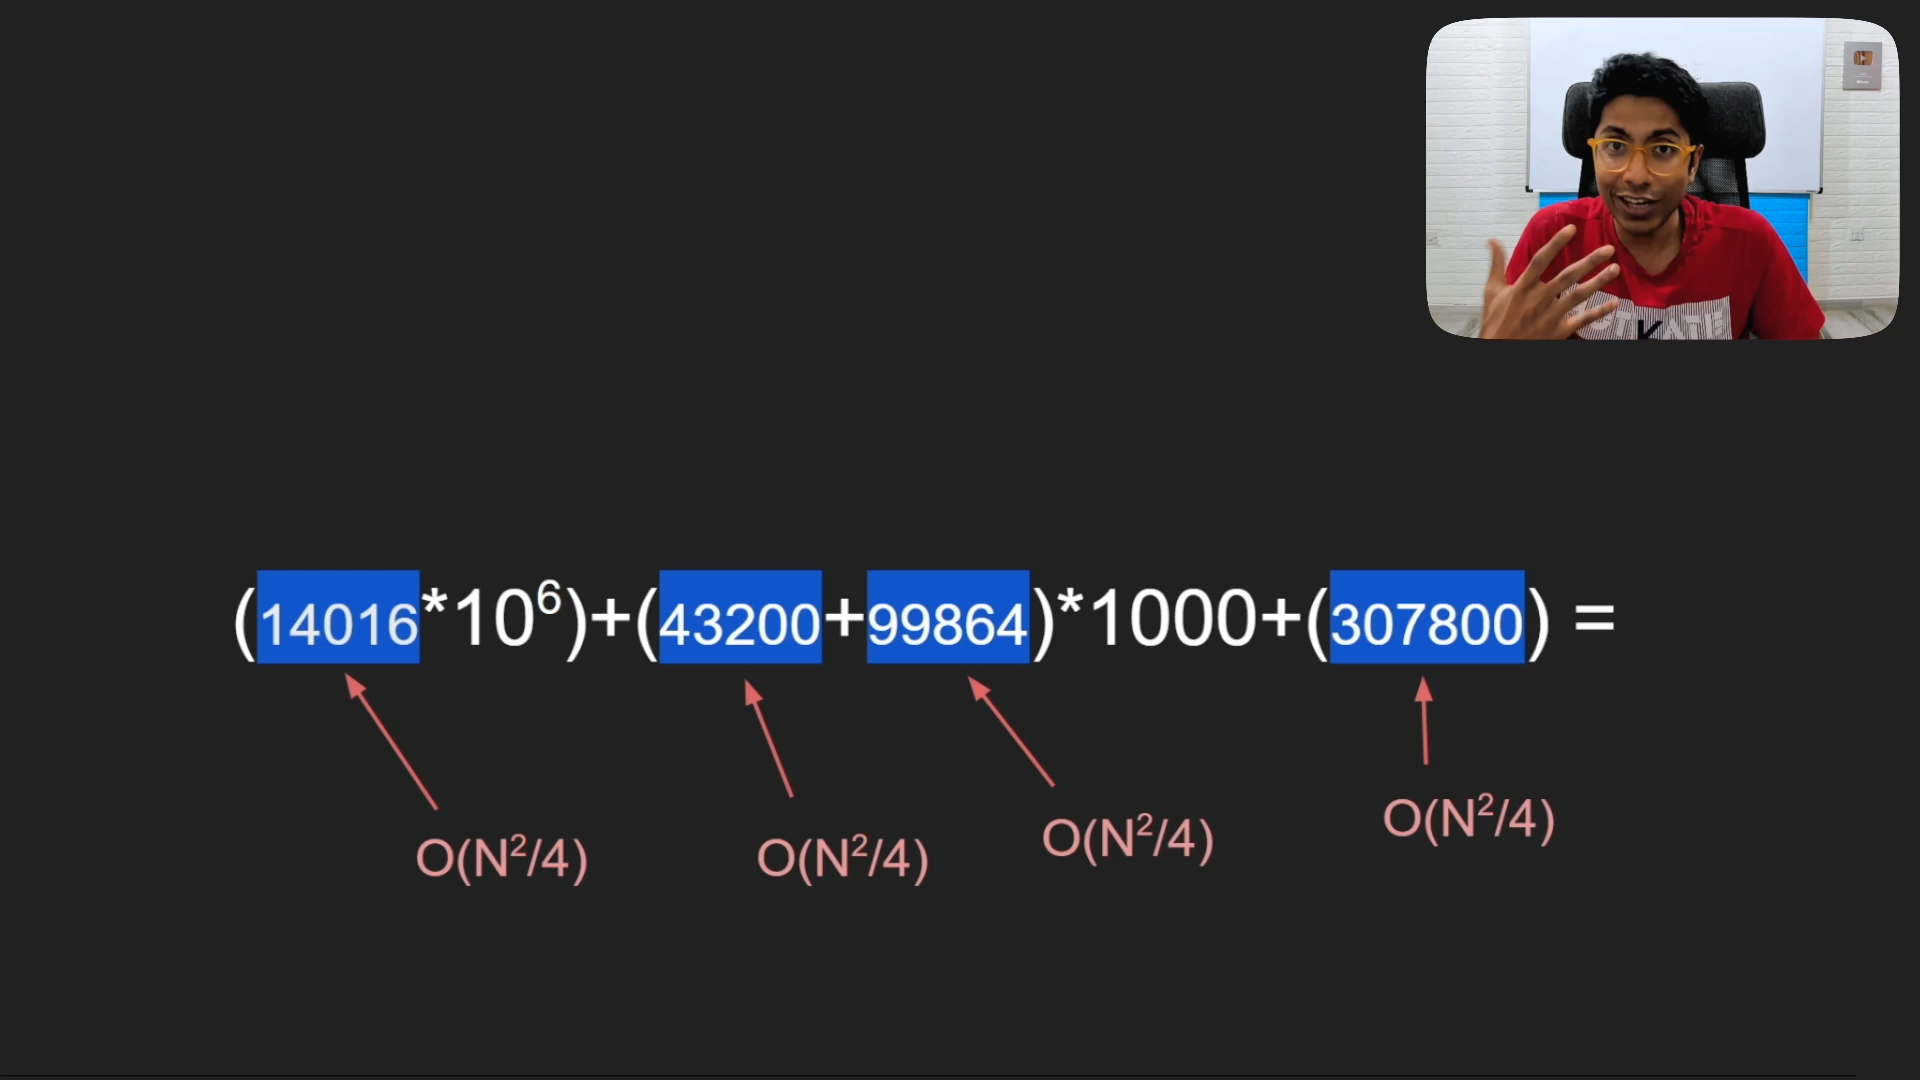 (14016*10⁶)+(43200+99864)*1000+(307800) =
O(N²/4)
O(N²/4)
O(N²/4)
O(N²/4)